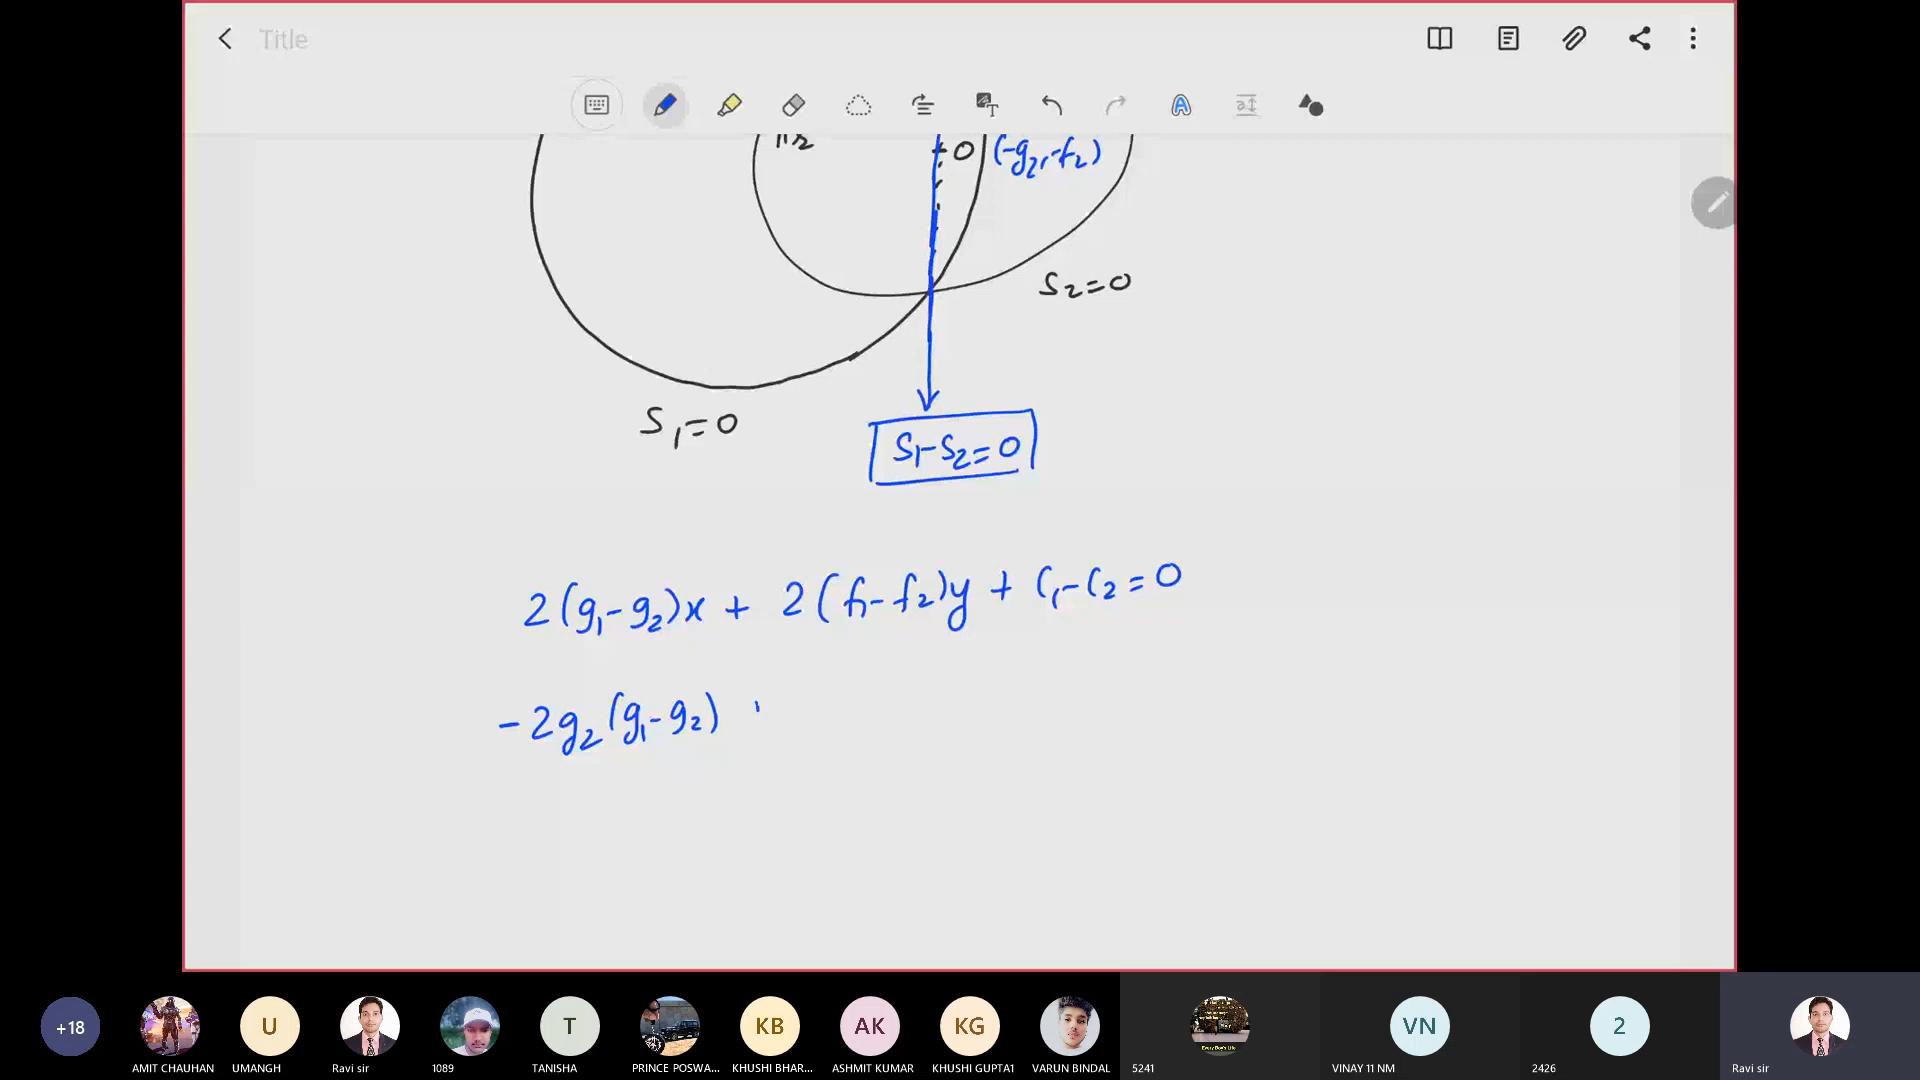 Title
π/2
0 (-g₂,-f₂)
S₂=0
S₁=0
S₁-S₂=0
2(g₁-g₂)x + 2(f₁-f₂)y + C₁-C₂=0
-2g₂(g₁-g₂)
+18
U
T
KB
AK
KG
VN
2
AMIT CHAUHAN
UMANGH
Ravi sir
1089
TANISHA
PRINCE POSWA...
KHUSHI BHAR...
ASHMIT KUMAR
KHUSHI GUPTA1
VARUN BINDAL
5241
VINAY 11 NM
2426
Ravi sir